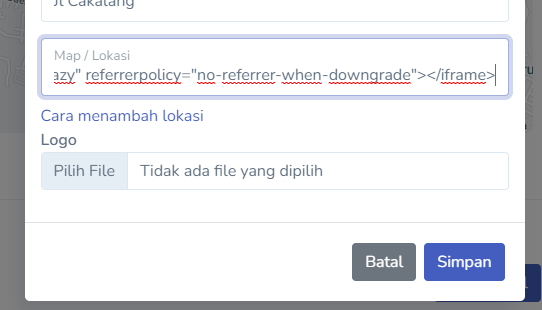 Jl Cakalang
Map / Lokasi
azy" referrerpolicy="no-referrer-when-downgrade"></iframe>
Cara menambah lokasi
Logo
Pilih File Tidak ada file yang dipilih
Batal Simpan